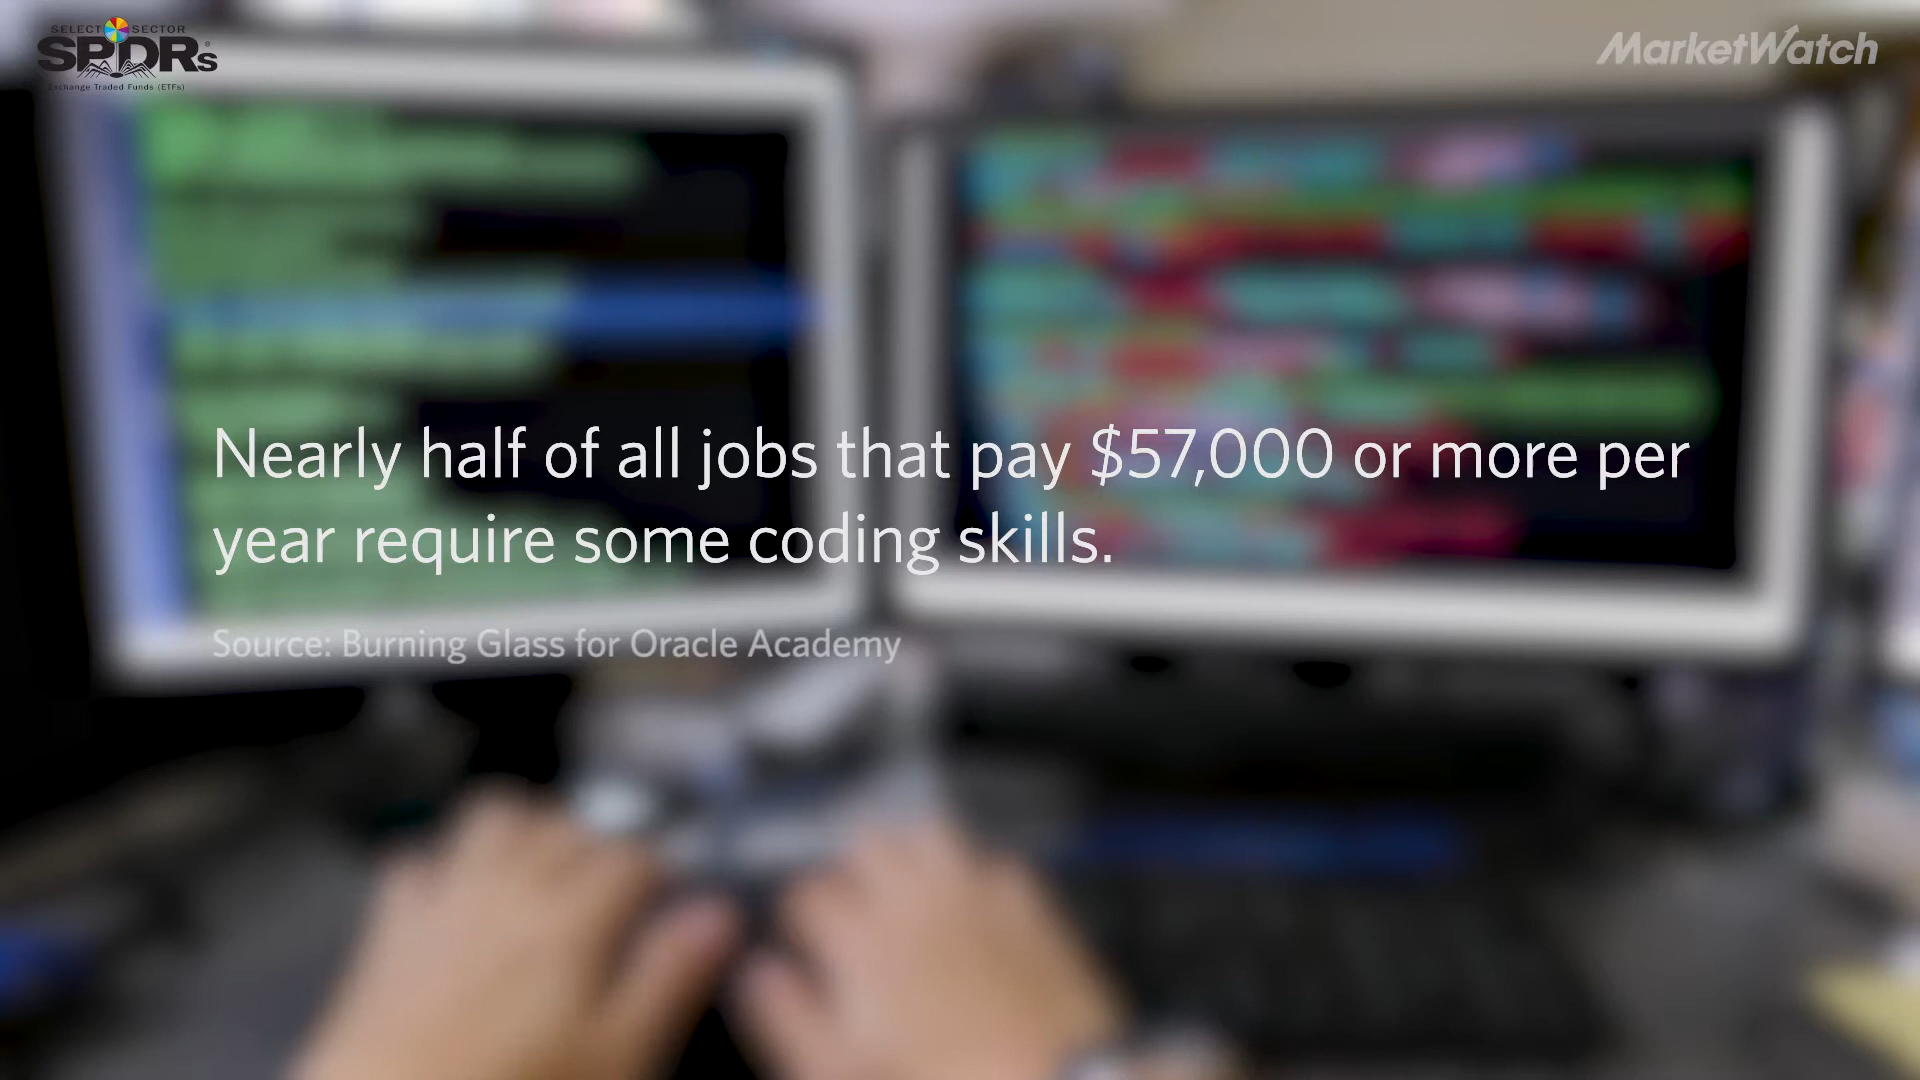 SELECT SECTOR
SPDRs
Exchange Traded Funds (ETFs)
MarketWatch
Nearly half of all jobs that pay $57,000 or more per
year require some coding skills.
Source: Burning Glass for Oracle Academy